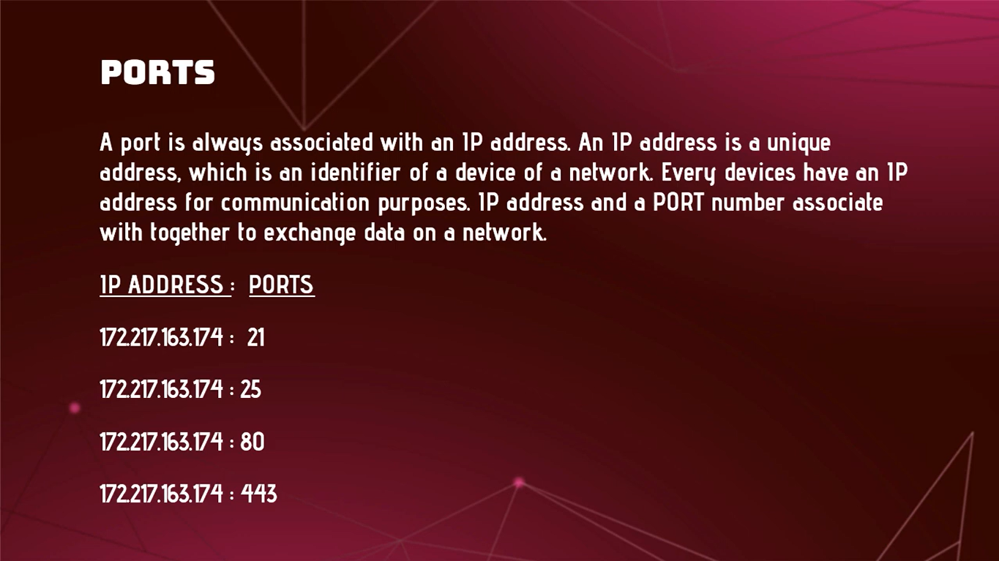 PORTS
A port is always associated with an IP address. An IP address is a unique
address, which is an identifier of a device of a network. Every devices have an IP
address for communication purposes. IP address and a PORT number associate
with together to exchange data on a network.
IP ADDRESS : PORTS
172.217.163.174 : 21
172.217.163.174 : 25
172.217.163.174 : 80
172.217.163.174 : 443